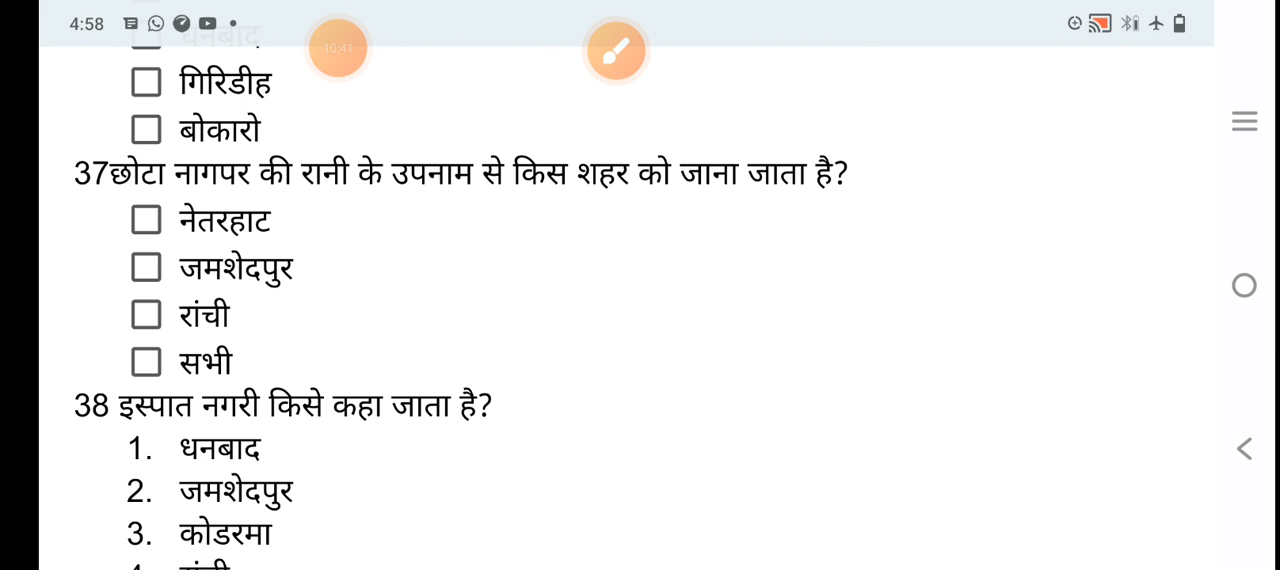 4:58
धनबाद
10:41
गिरिडीह
बोकारो
37छोटा नागपर की रानी के उपनाम से किस शहर को जाना जाता है?
नेतरहाट
जमशेदपुर
रांची
सभी
38 इस्पात नगरी किसे कहा जाता है?
1. धनबाद
2. जमशेदपुर
3. कोडरमा